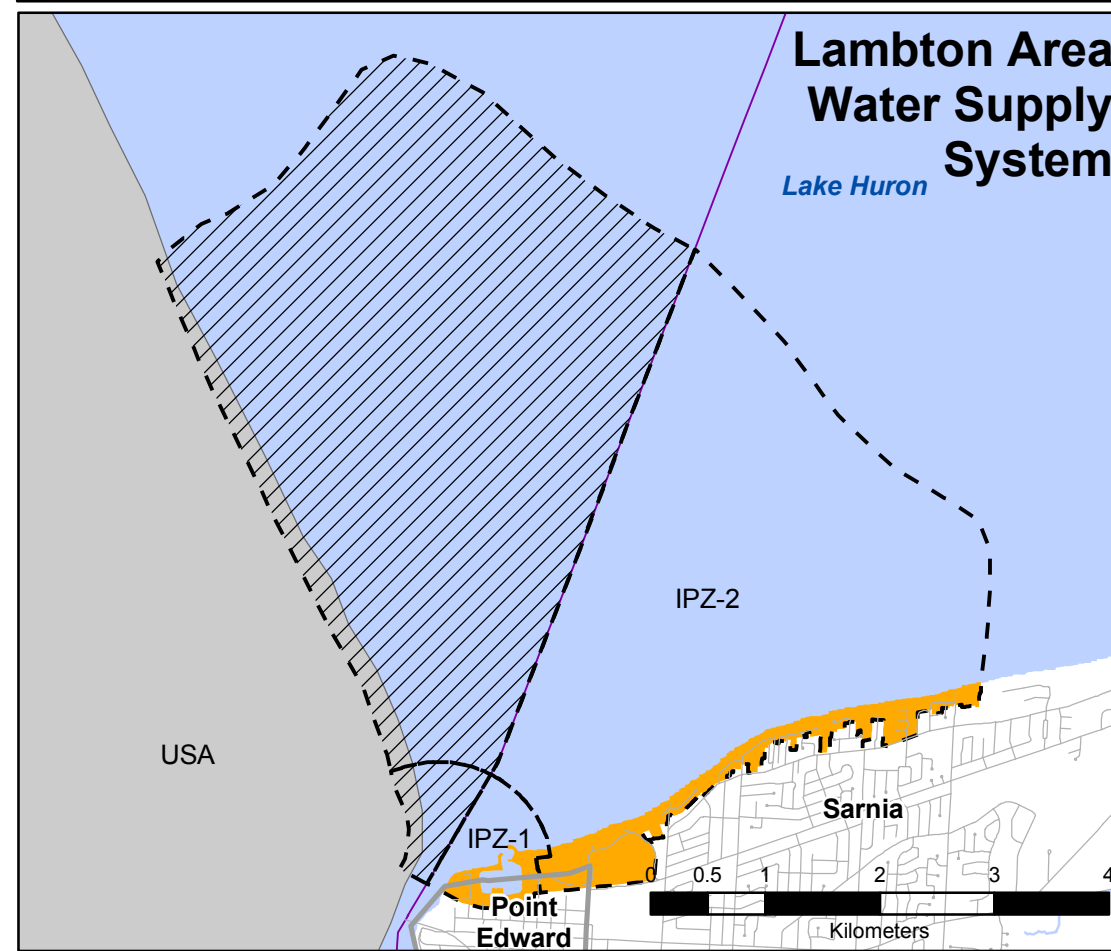 Lambton Area
Water Supply
System
Lake Huron
IPZ-2
USA
Sarnia
IPZ-1
0 0.5 1 2 3 4
Kilometers
Point
Edward